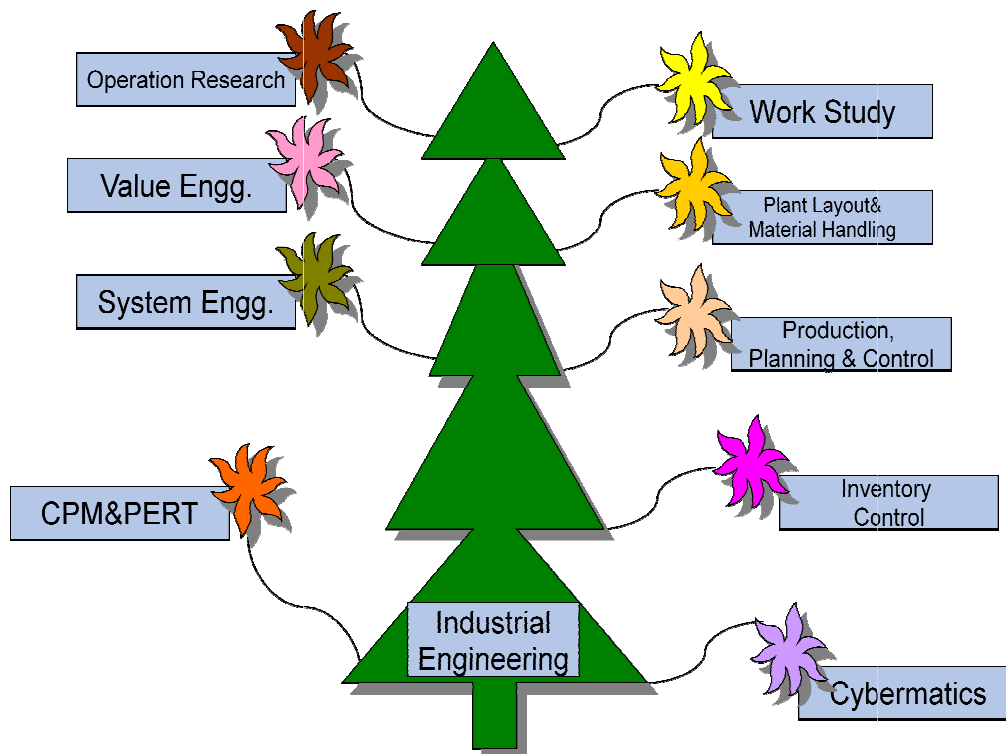 Operation Research
Work Study
Value Engg.
Plant Layout&
Material Handling
System Engg.
Production,
Planning & Control
CPM&PERT
Inventory
Control
Industrial
Engineering
Cybermatics